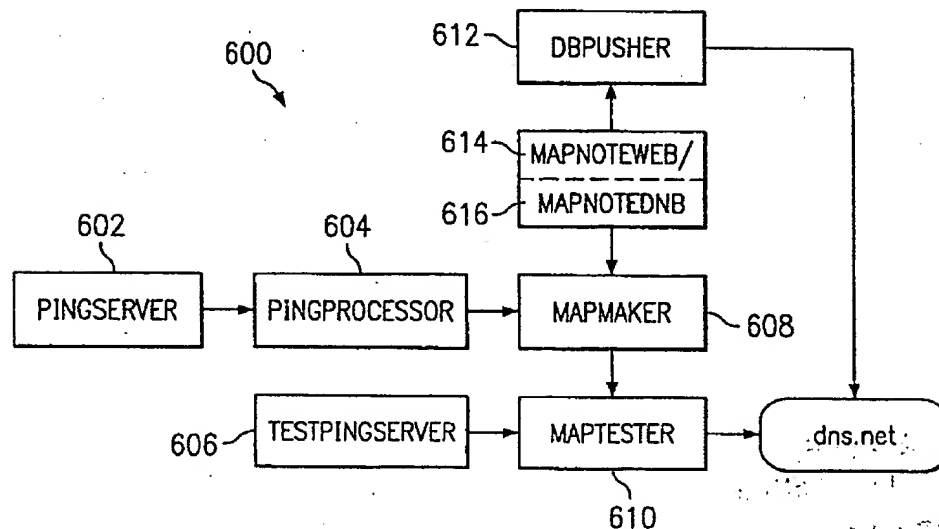 612
DBPUSHER
600
614
MAPNOTEWEB/
616
MAPNOTEDNB
602
604
PINGSERVER
PINGPROCESSOR
MAPMAKER
608
606
TESTPINGSERVER
MAPTESTER
dns.net
610